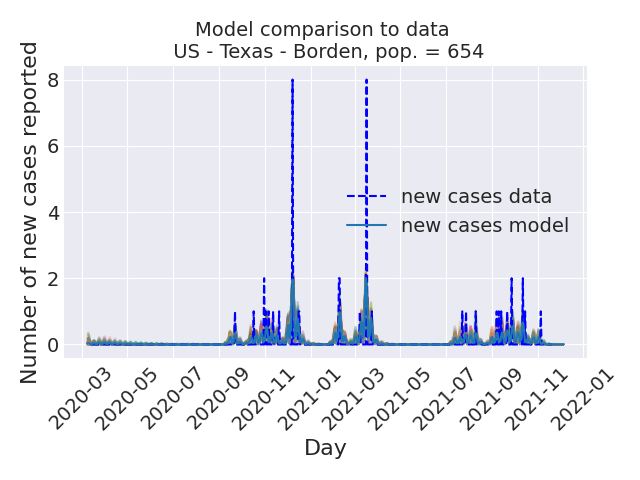 Model comparison to data
US - Texas - Borden, pop. = 654
Number of new cases reported
8
6
4
2
0
new cases data
new cases model
2020-03
2020-05
2020-07
2020-09
2020-11
2021-01
2021-03
2021-05
2021-07
2021-09
2021-11
2022-01
Day